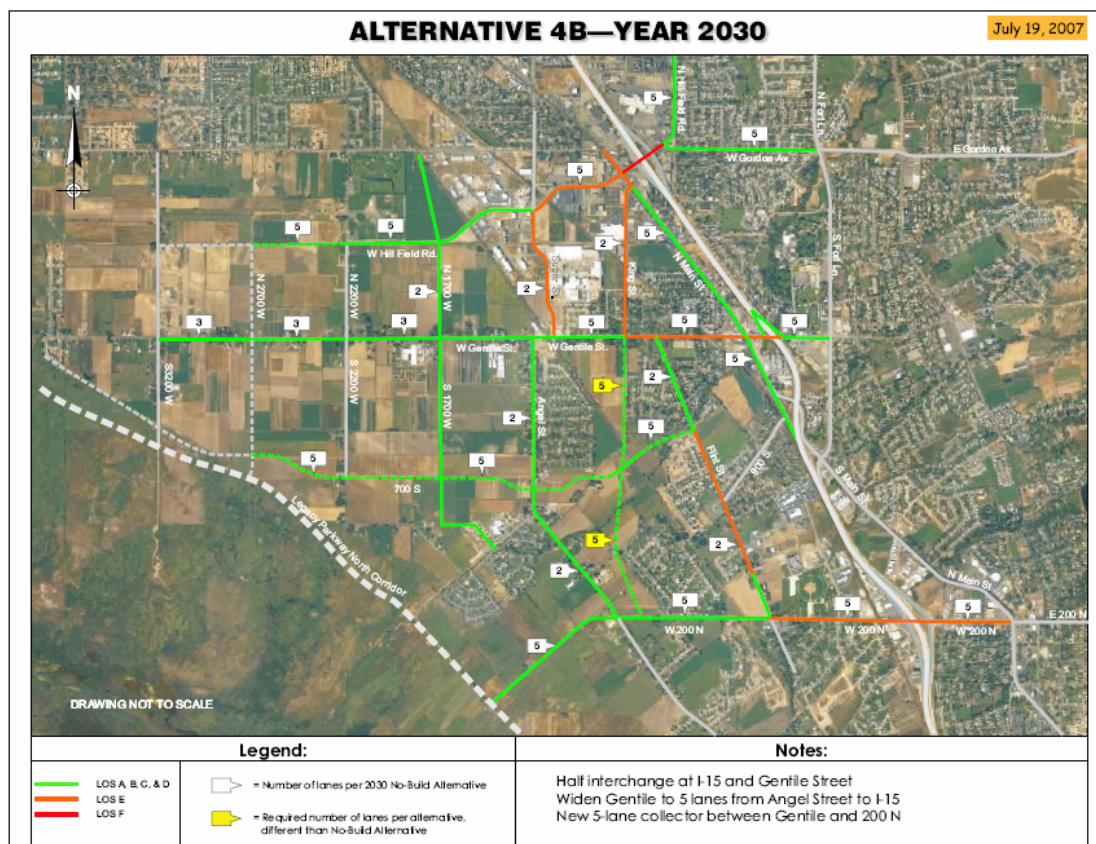 ALTERNATIVE 4B—YEAR 2030
July 19, 2007
N
5
N Hill Field Rd.
N Fort Ln
5
W Gordon Av.
E Gordon Av.
5
5
5
W Hill Field Rd.
2
5
N 2700 W
N 2200 W
2
N 1700 W
2
Sugar St.
King St.
N Main St.
S Fort Ln
3
3
3
5
5
5
W Gentile St.
W Gentile St.
5
S 3200 W
S 2200 W
S 1700 W
2
5
Angel St.
2
5
Flint St.
900 S
5
5
700 S
S Main St.
Legacy Parkway North Corridor
5
2
2
N Main St.
5
5
5
E 200 N
W 200 N
W 200 N
W 200 N
5
DRAWING NOT TO SCALE
Legend:
Notes:
LOS A, B, C, & D
LOS E
LOS F
= Number of lanes per 2030 No-Build Alternative
= Required number of lanes per alternative,
different than No-Build Alternative
Half interchange at I-15 and Gentile Street
Widen Gentile to 5 lanes from Angel Street to I-15
New 5-lane collector between Gentile and 200 N